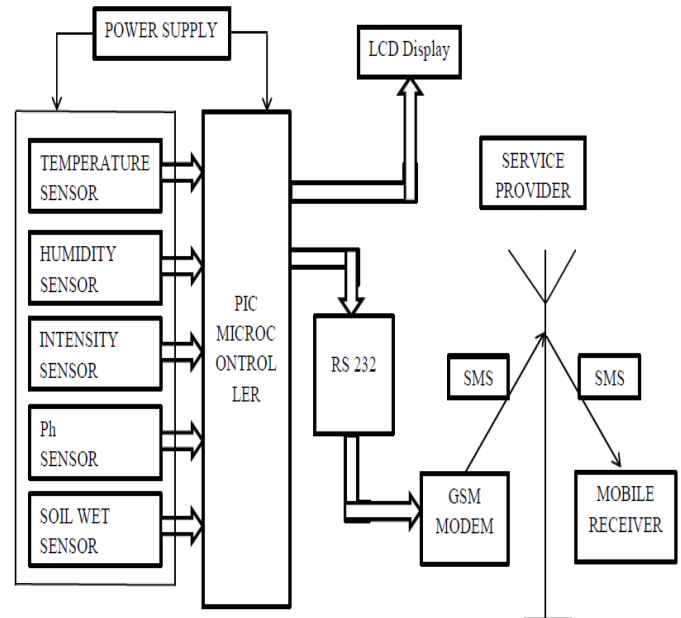 POWER SUPPLY
LCD Display
TEMPERATURE
SENSOR
HUMIDITY
SENSOR
INTENSITY
SENSOR
Ph
SENSOR
SOIL WET
SENSOR
PIC
MICROC
ONTROL
LER
RS 232
SERVICE
PROVIDER
SMS
SMS
GSM
MODEM
MOBILE
RECEIVER